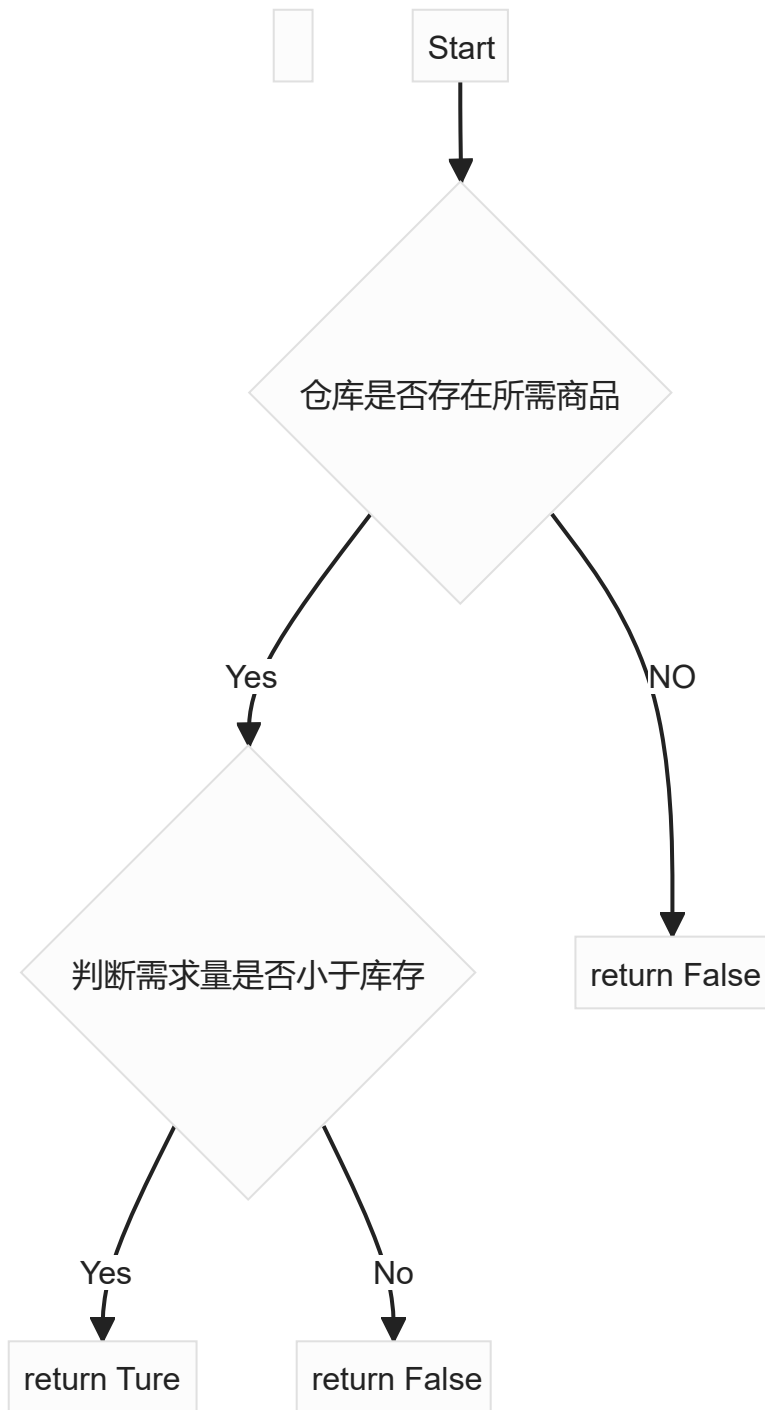 Start
仓库是否存在所需商品
Yes
NO
判断需求量是否小于库存
return False
Yes
No
return Ture
return False